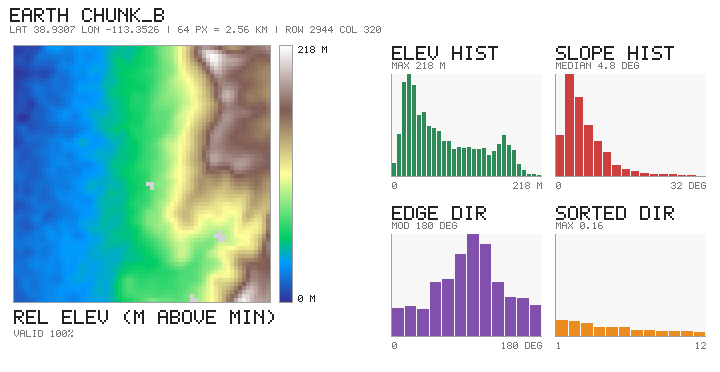 EARTH CHUNK_B
LAT 38.9307 LON -113.3526 | 64 PX = 2.56 KM | ROW 2944 COL 320
218 M
0 M
REL ELEV (M ABOVE MIN)
VALID 100%
ELEV HIST
MAX 218 M
0 218 M
SLOPE HIST
MEDIAN 4.8 DEG
0 32 DEG
EDGE DIR
MOD 180 DEG
0 180 DEG
SORTED DIR
MAX 0.16
1 12